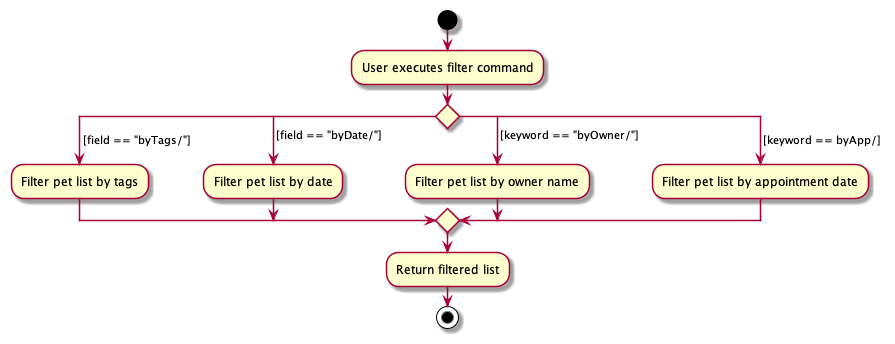 User executes filter command
[field == "byTags/"]
[field == "byDate/"]
[keyword == "byOwner/"]
[keyword == byApp/]
Filter pet list by tags
Filter pet list by date
Filter pet list by owner name
Filter pet list by appointment date
Return filtered list